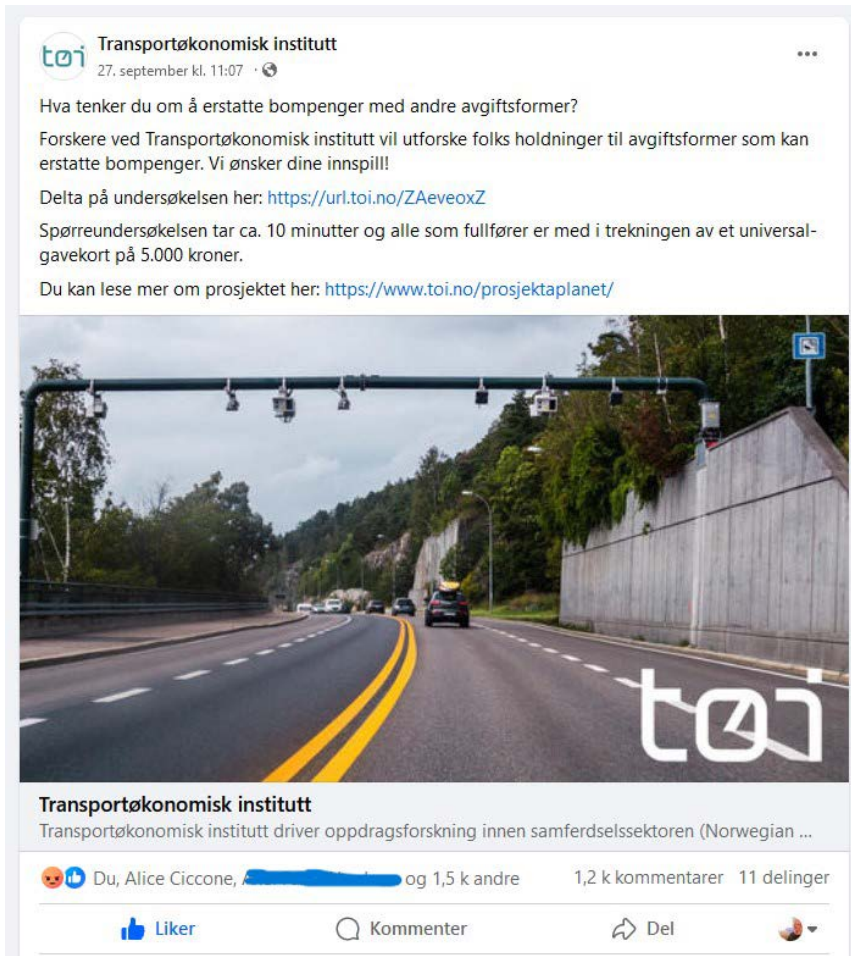 tøi
Transportøkonomisk institutt
27. september kl. 11:07 ·
Hva tenker du om å erstatte bompenger med andre avgiftsformer?
Forskere ved Transportøkonomisk institutt vil utforske folks holdninger til avgiftsformer som kan
erstatte bompenger. Vi ønsker dine innspill!
Delta på undersøkelsen her: https://url.toi.no/ZAeveoxZ
Spørreundersøkelsen tar ca. 10 minutter og alle som fullfører er med i trekningen av et universal-
gavekort på 5.000 kroner.
Du kan lese mer om prosjektet her: https://www.toi.no/prosjektaplanet/
tøi
Transportøkonomisk institutt
Transportøkonomisk institutt driver oppdragsforskning innen samferdselssektoren (Norwegian ...
Du, Alice Ciccone, og 1,5 k andre 1,2 k kommentarer 11 delinger
Liker Kommenter Del